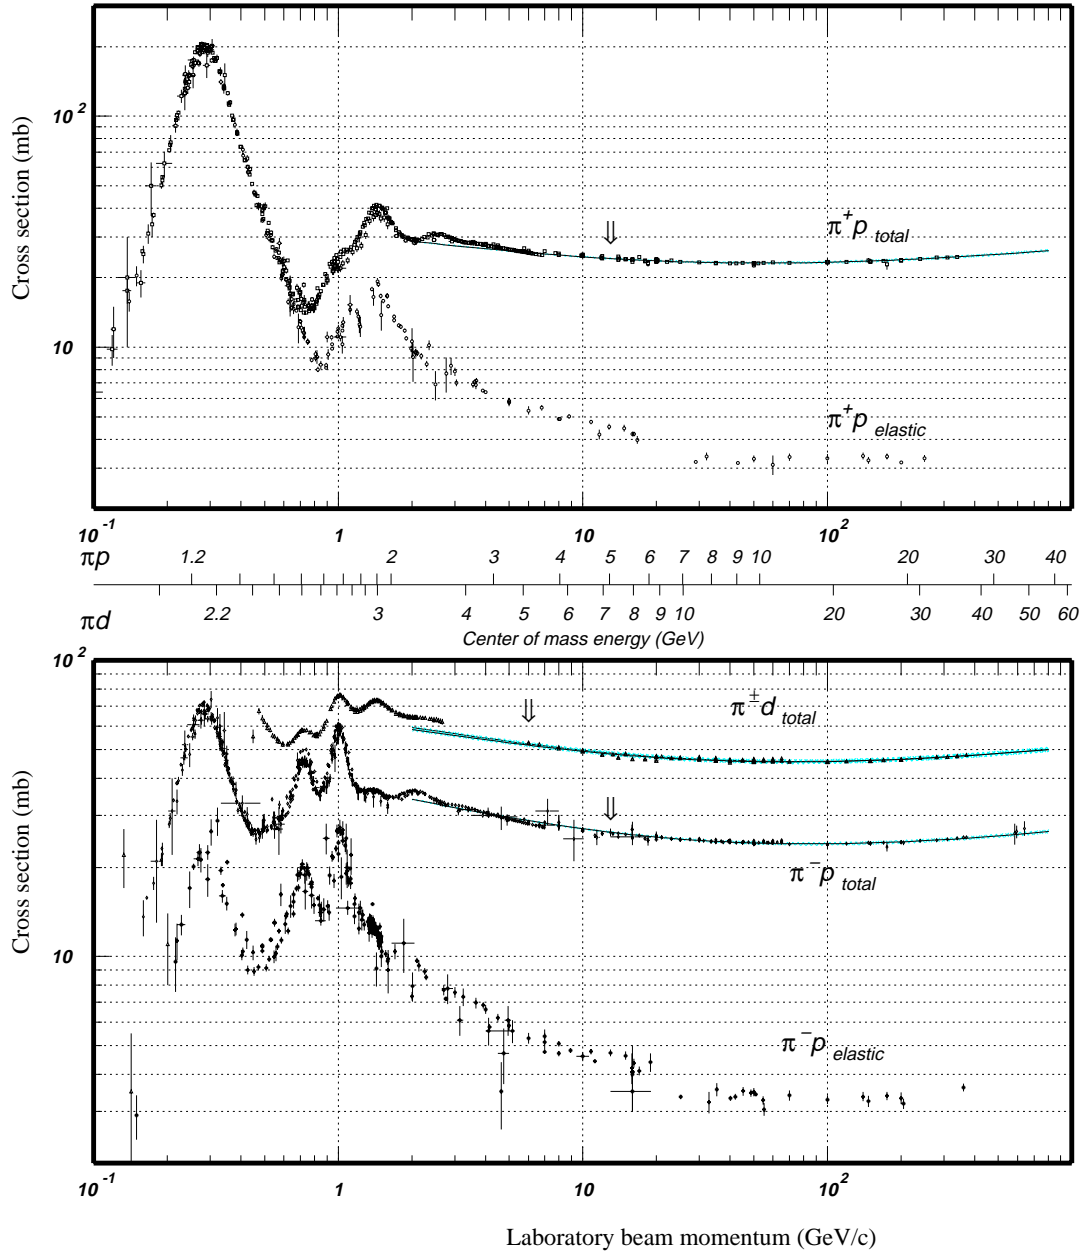 Cross section (mb)
10²
10
π⁺p total
π⁺p elastic
10⁻¹ 1 10 10²
πp 1.2 2 3 4 5 6 7 8 9 10 20 30 40
πd 2.2 3 4 5 6 7 8 9 10 20 30 40 50 60
Center of mass energy (GeV)
Cross section (mb)
10²
10
π±d total
⇓
π⁻p total
π⁻p elastic
10⁻¹ 1 10 10²
Laboratory beam momentum (GeV/c)